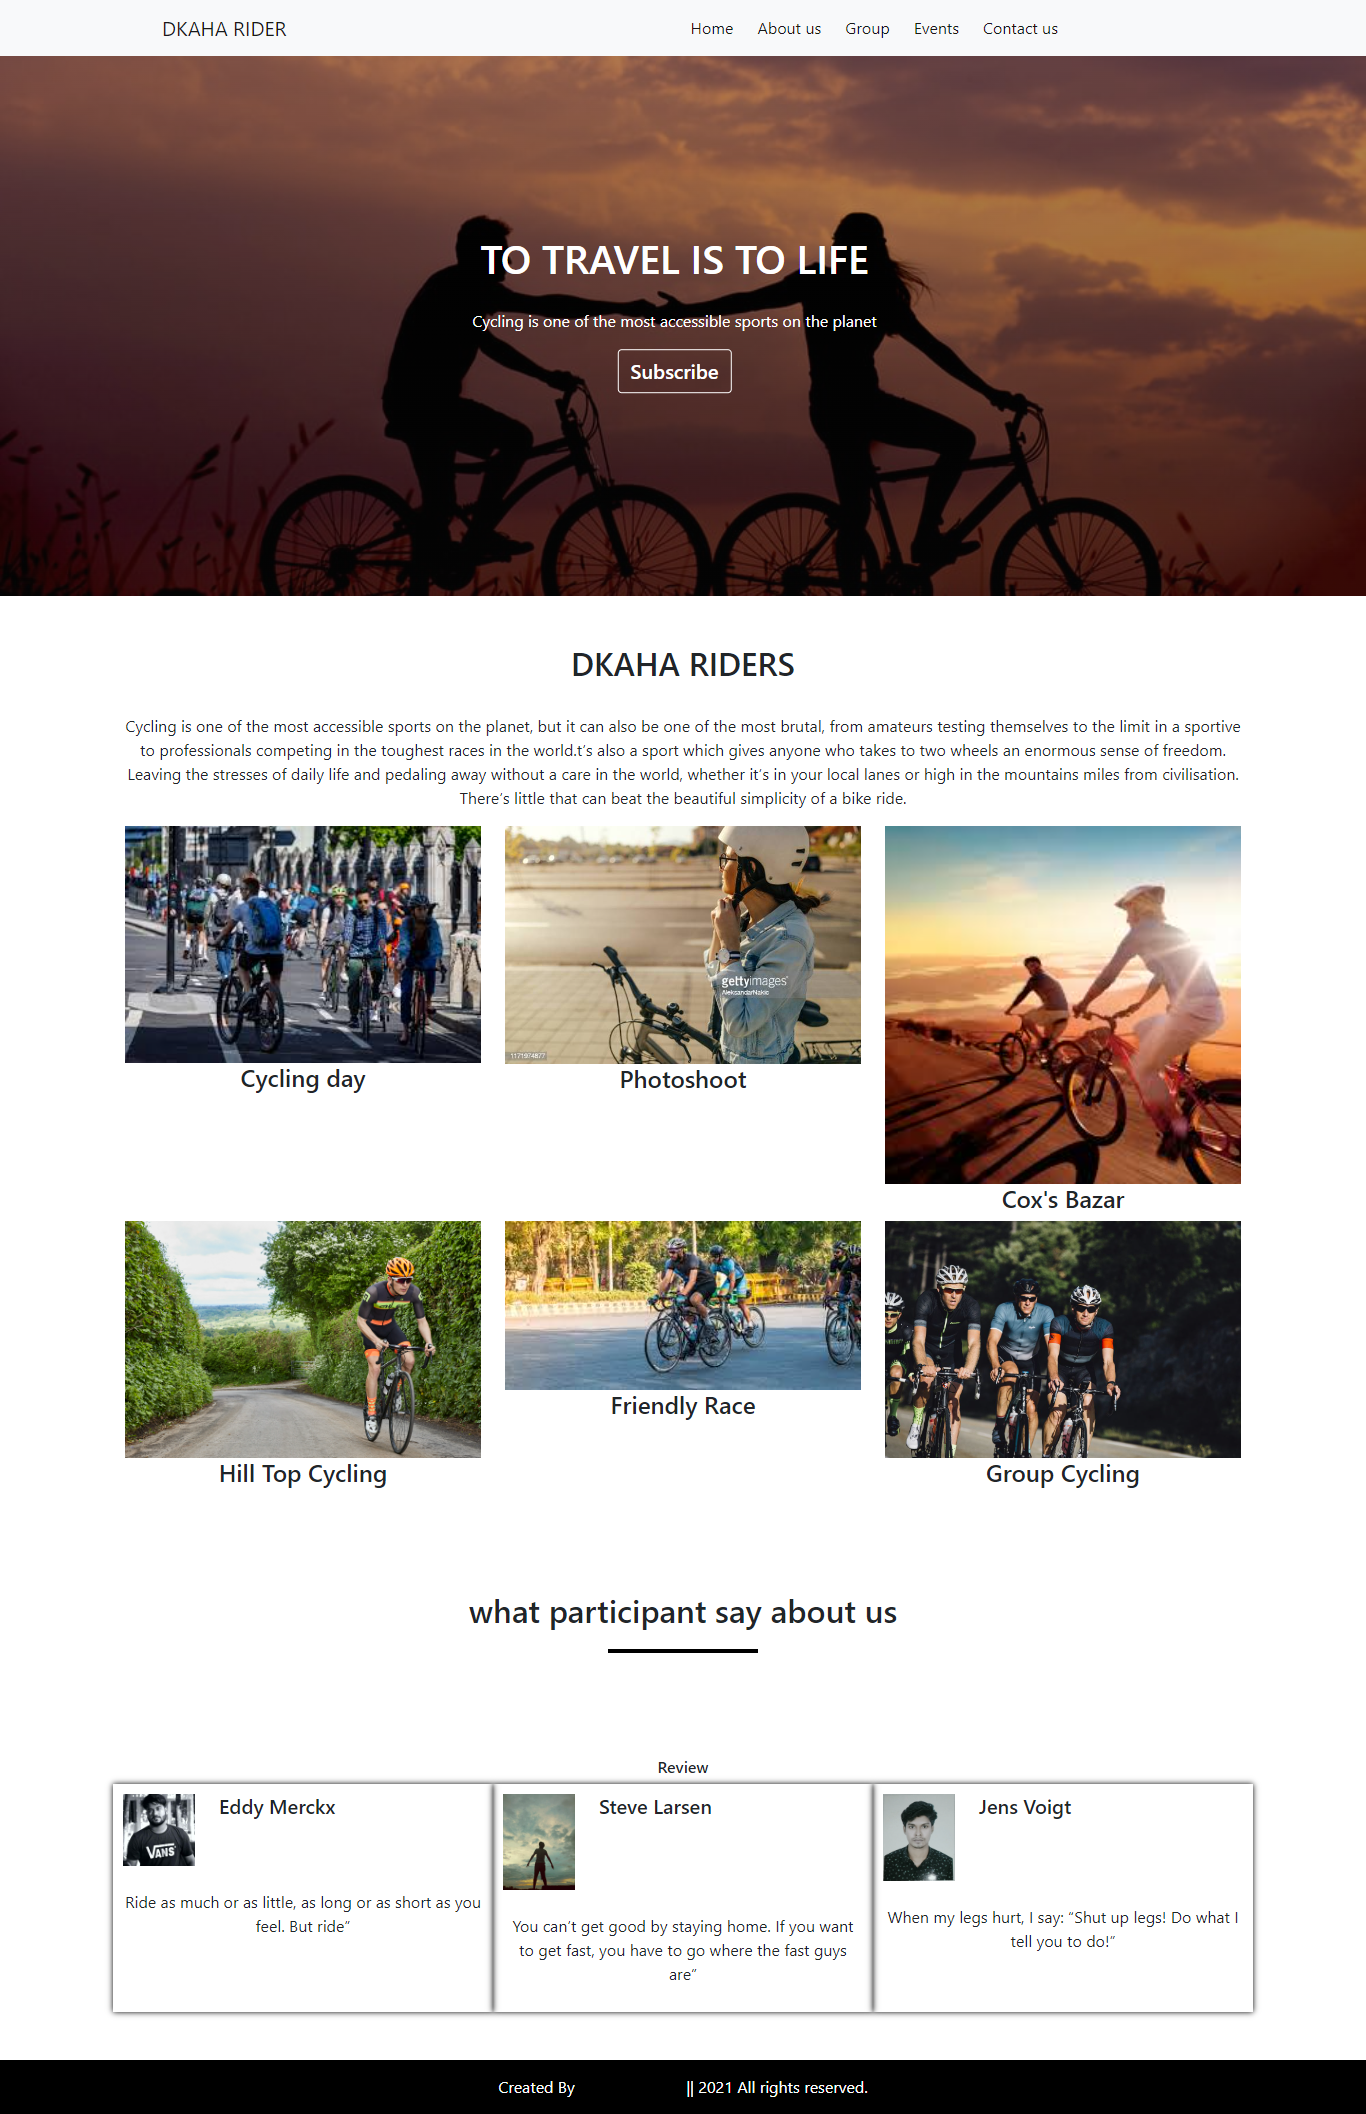 DKAHA RIDER
Home About us Group Events Contact us
TO TRAVEL IS TO LIFE
Cycling is one of the most accessible sports on the planet
Subscribe
DKAHA RIDERS
Cycling is one of the most accessible sports on the planet, but it can also be one of the most brutal, from amateurs testing themselves to the limit in a sportive
to professionals competing in the toughest races in the world.t’s also a sport which gives anyone who takes to two wheels an enormous sense of freedom.
Leaving the stresses of daily life and pedaling away without a care in the world, whether it’s in your local lanes or high in the mountains miles from civilisation.
There’s little that can beat the beautiful simplicity of a bike ride.
gettyimages®
AleksandarNakic
1171974877
Cycling day
Photoshoot
Cox's Bazar
Hill Top Cycling
Friendly Race
Group Cycling
what participant say about us
Review
Eddy Merckx
VANS
Ride as much or as little, as long or as short as you
feel. But ride”
Steve Larsen
You can’t get good by staying home. If you want
to get fast, you have to go where the fast guys
are”
Jens Voigt
When my legs hurt, I say: “Shut up legs! Do what I
tell you to do!”
Created By || 2021 All rights reserved.